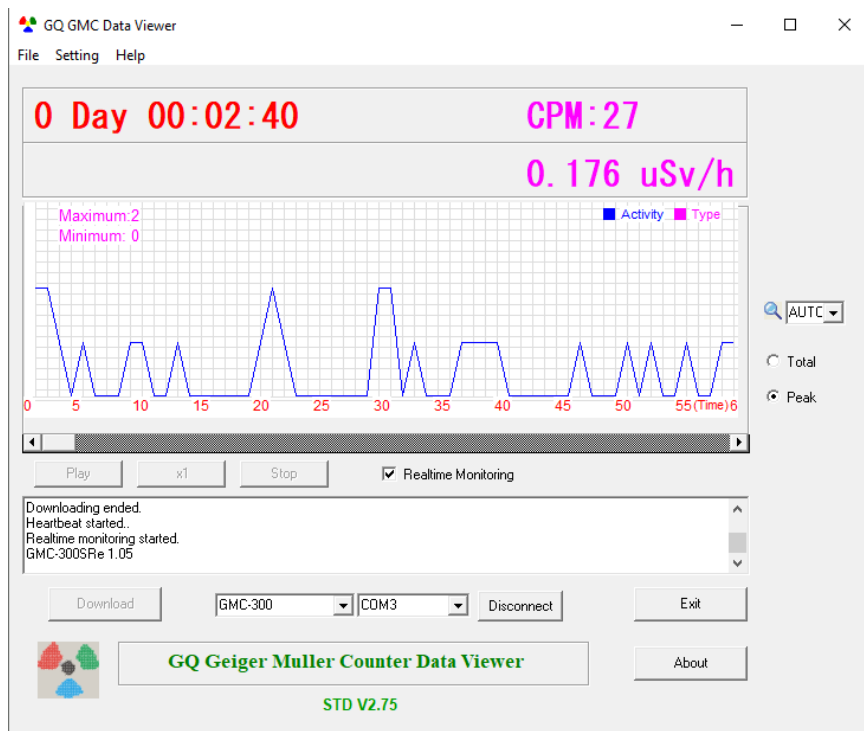 GQ GMC Data Viewer
File Setting Help
0 Day 00:02:40 CPM:27
0.176 uSv/h
Maximum:2
Minimum: 0
Activity Type
AUTC
Total
Peak
0 5 10 15 20 25 30 35 40 45 50 55(Time)6
Play x1 Stop Realtime Monitoring
Downloading ended.
Heartbeat started..
Realtime monitoring started.
GMC-300SRe 1.05
Download GMC-300 COM3 Disconnect Exit
GQ Geiger Muller Counter Data Viewer About
STD V2.75